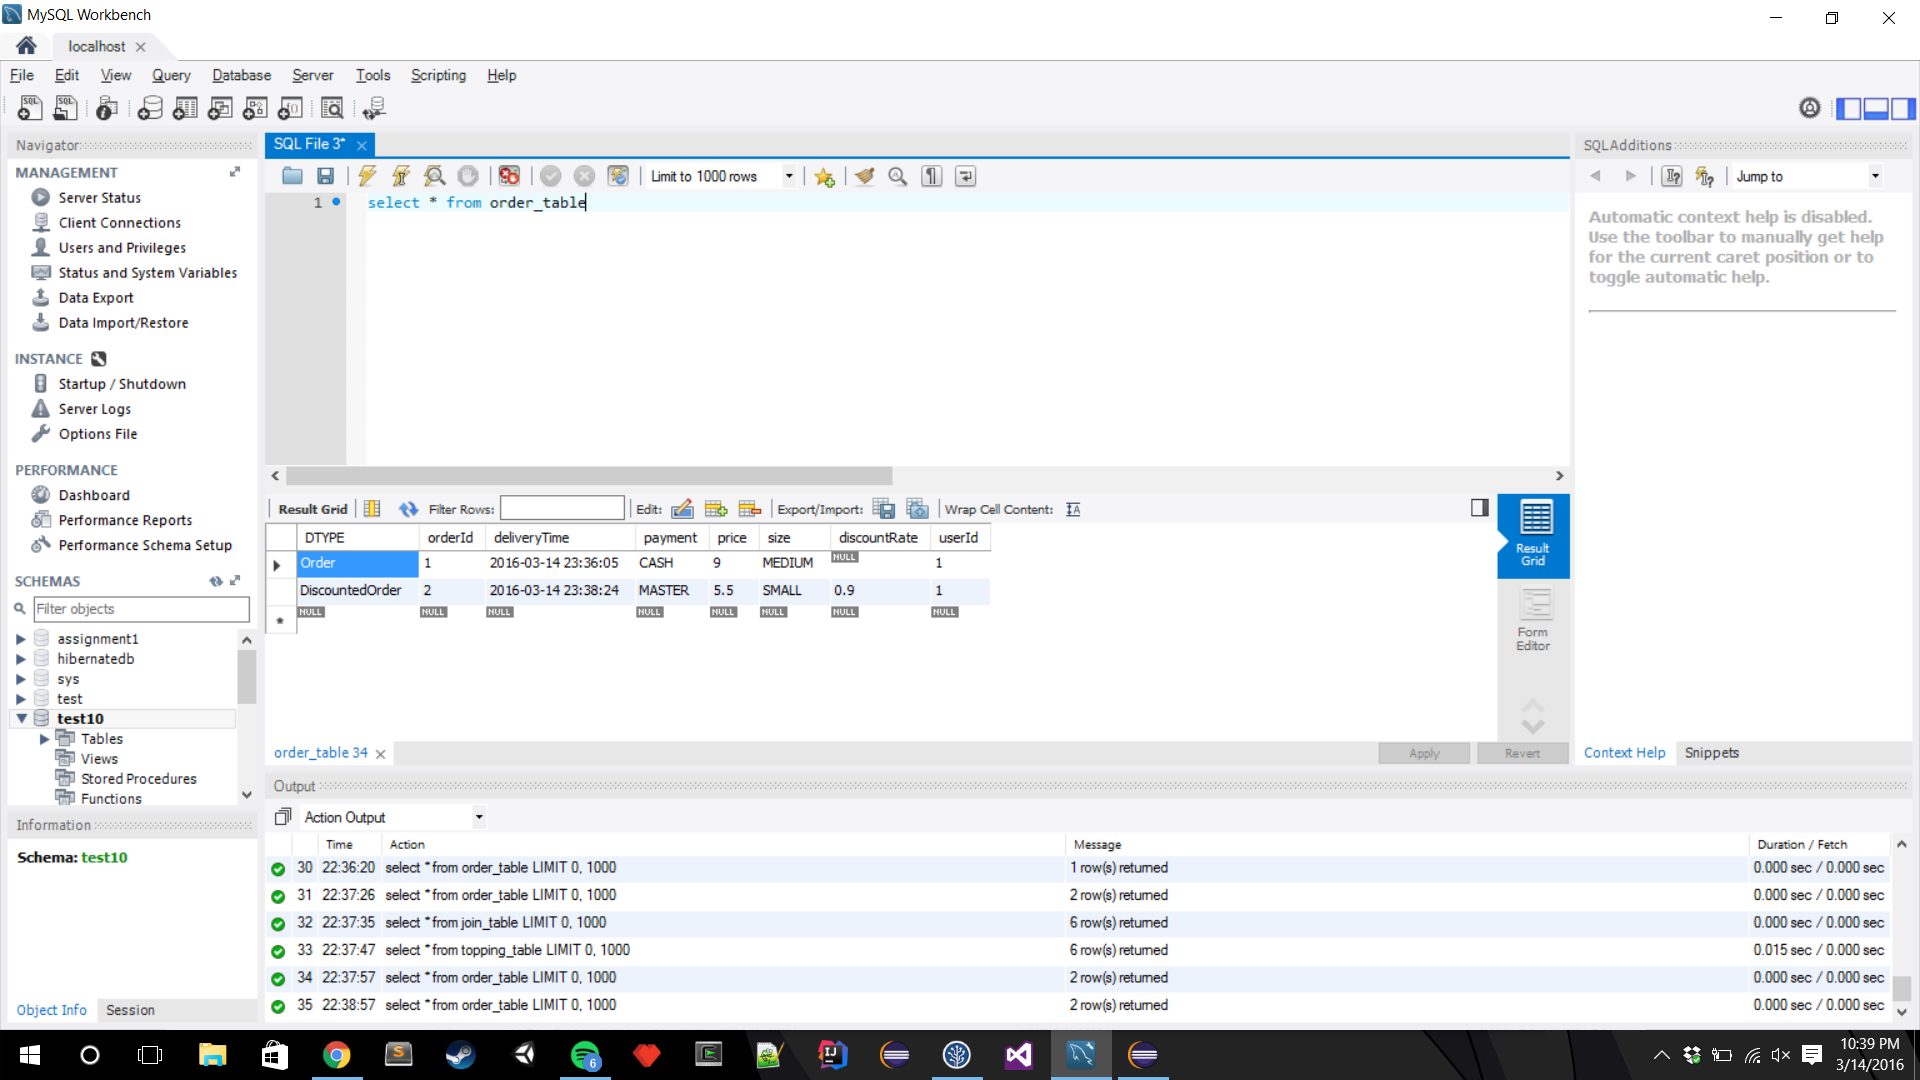 MySQL Workbench
localhost
File Edit View Query Database Server Tools Scripting Help
Navigator
MANAGEMENT
Server Status
Client Connections
Users and Privileges
Status and System Variables
Data Export
Data Import/Restore
INSTANCE
Startup / Shutdown
Server Logs
Options File
PERFORMANCE
Dashboard
Performance Reports
Performance Schema Setup
SCHEMAS
Filter objects
assignment1
hibernatedb
sys
test
test10
Tables
Views
Stored Procedures
Functions
Information
Schema: test10
Object Info Session
SQL File 3*
Limit to 1000 rows
1 select * from order_table
Result Grid Filter Rows: Edit: Export/Import: Wrap Cell Content:
DTYPE orderId deliveryTime payment price size discountRate userId
Order 1 2016-03-14 23:36:05 CASH 9 MEDIUM NULL 1
DiscountedOrder 2 2016-03-14 23:38:24 MASTER 5.5 SMALL 0.9 1
* NULL NULL NULL NULL NULL NULL NULL NULL
Result
Grid
Form
Editor
order_table 34
Apply Revert
SQLAdditions
Jump to
Automatic context help is disabled.
Use the toolbar to manually get help
for the current caret position or to
toggle automatic help.
Context Help Snippets
Output
Action Output
Time Action Message Duration / Fetch
30 22:36:20 select * from order_table LIMIT 0, 1000 1 row(s) returned 0.000 sec / 0.000 sec
31 22:37:26 select * from order_table LIMIT 0, 1000 2 row(s) returned 0.000 sec / 0.000 sec
32 22:37:35 select * from join_table LIMIT 0, 1000 6 row(s) returned 0.000 sec / 0.000 sec
33 22:37:47 select * from topping_table LIMIT 0, 1000 6 row(s) returned 0.015 sec / 0.000 sec
34 22:37:57 select * from order_table LIMIT 0, 1000 2 row(s) returned 0.000 sec / 0.000 sec
35 22:38:57 select * from order_table LIMIT 0, 1000 2 row(s) returned 0.000 sec / 0.000 sec
6
10:39 PM
3/14/2016